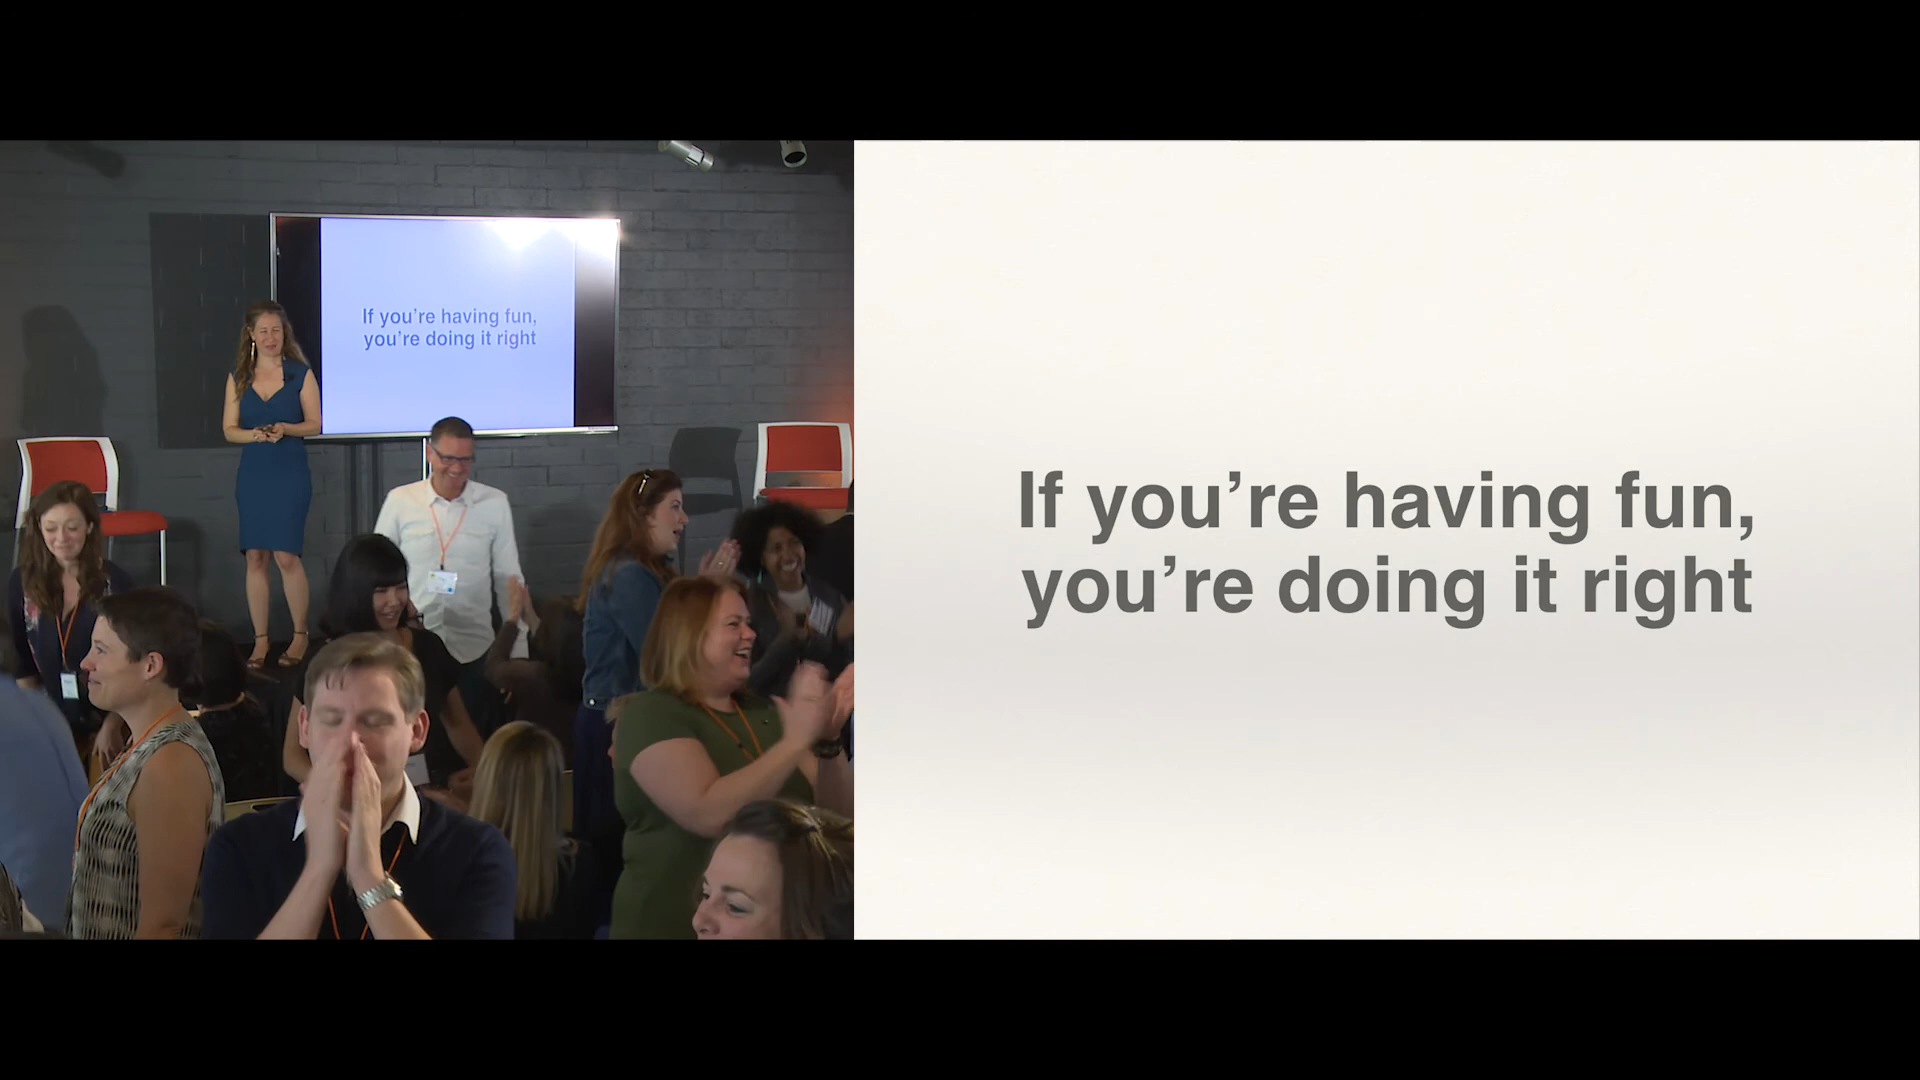 If you're having fun,
you're doing it right
If you’re having fun,
you’re doing it right